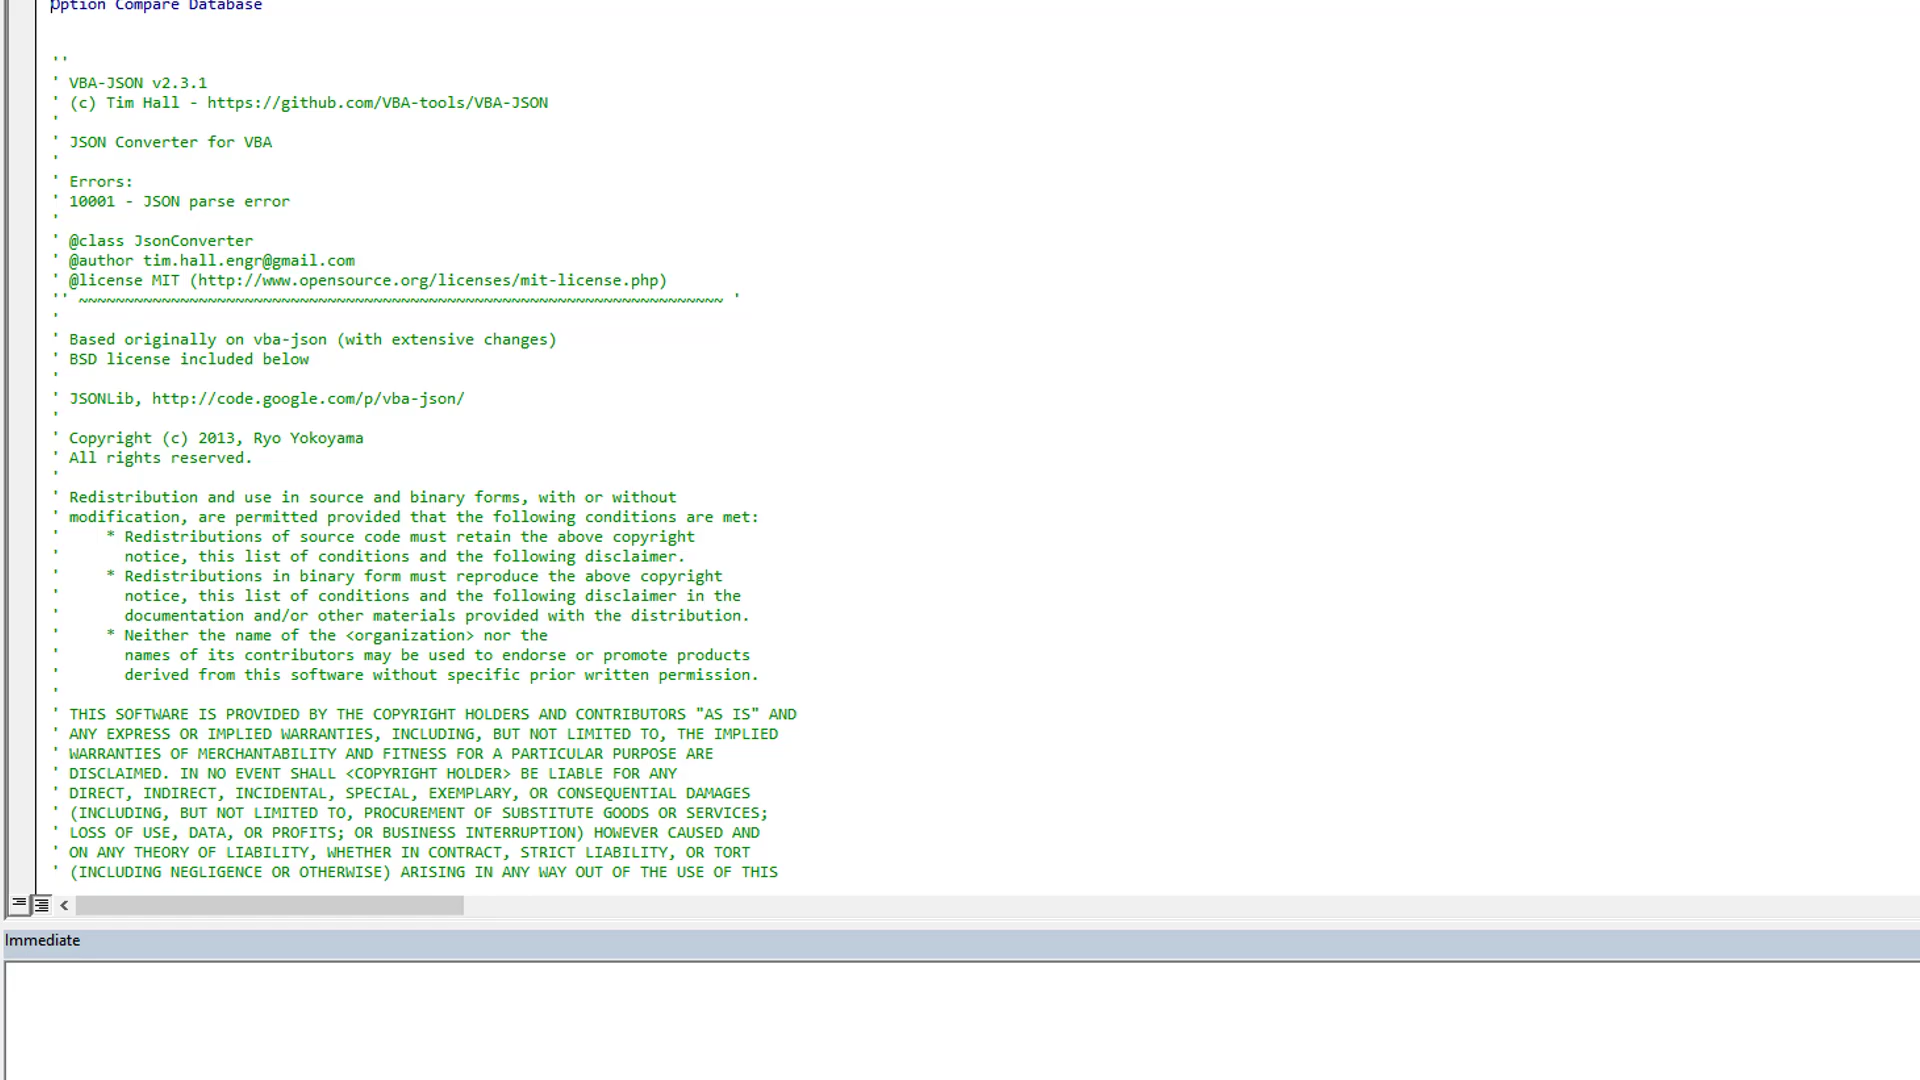 Option Compare Database
''
' VBA-JSON v2.3.1
' (c) Tim Hall - https://github.com/VBA-tools/VBA-JSON
'
' JSON Converter for VBA
'
' Errors:
' 10001 - JSON parse error
'
' @class JsonConverter
' @author tim.hall.engr@gmail.com
' @license MIT (http://www.opensource.org/licenses/mit-license.php)
'' ~~~~~~~~~~~~~~~~~~~~~~~~~~~~~~~~~~~~~~~~~~~~~~~~~~~~~~~~~~~~~~~~~~~~~~ '
'
' Based originally on vba-json (with extensive changes)
' BSD license included below
'
' JSONLib, http://code.google.com/p/vba-json/
'
' Copyright (c) 2013, Ryo Yokoyama
' All rights reserved.
'
' Redistribution and use in source and binary forms, with or without
' modification, are permitted provided that the following conditions are met:
'     * Redistributions of source code must retain the above copyright
'       notice, this list of conditions and the following disclaimer.
'     * Redistributions in binary form must reproduce the above copyright
'       notice, this list of conditions and the following disclaimer in the
'       documentation and/or other materials provided with the distribution.
'     * Neither the name of the <organization> nor the
'       names of its contributors may be used to endorse or promote products
'       derived from this software without specific prior written permission.
'
' THIS SOFTWARE IS PROVIDED BY THE COPYRIGHT HOLDERS AND CONTRIBUTORS "AS IS" AND
' ANY EXPRESS OR IMPLIED WARRANTIES, INCLUDING, BUT NOT LIMITED TO, THE IMPLIED
' WARRANTIES OF MERCHANTABILITY AND FITNESS FOR A PARTICULAR PURPOSE ARE
' DISCLAIMED. IN NO EVENT SHALL <COPYRIGHT HOLDER> BE LIABLE FOR ANY
' DIRECT, INDIRECT, INCIDENTAL, SPECIAL, EXEMPLARY, OR CONSEQUENTIAL DAMAGES
' (INCLUDING, BUT NOT LIMITED TO, PROCUREMENT OF SUBSTITUTE GOODS OR SERVICES;
' LOSS OF USE, DATA, OR PROFITS; OR BUSINESS INTERRUPTION) HOWEVER CAUSED AND
' ON ANY THEORY OF LIABILITY, WHETHER IN CONTRACT, STRICT LIABILITY, OR TORT
' (INCLUDING NEGLIGENCE OR OTHERWISE) ARISING IN ANY WAY OUT OF THE USE OF THIS
Immediate